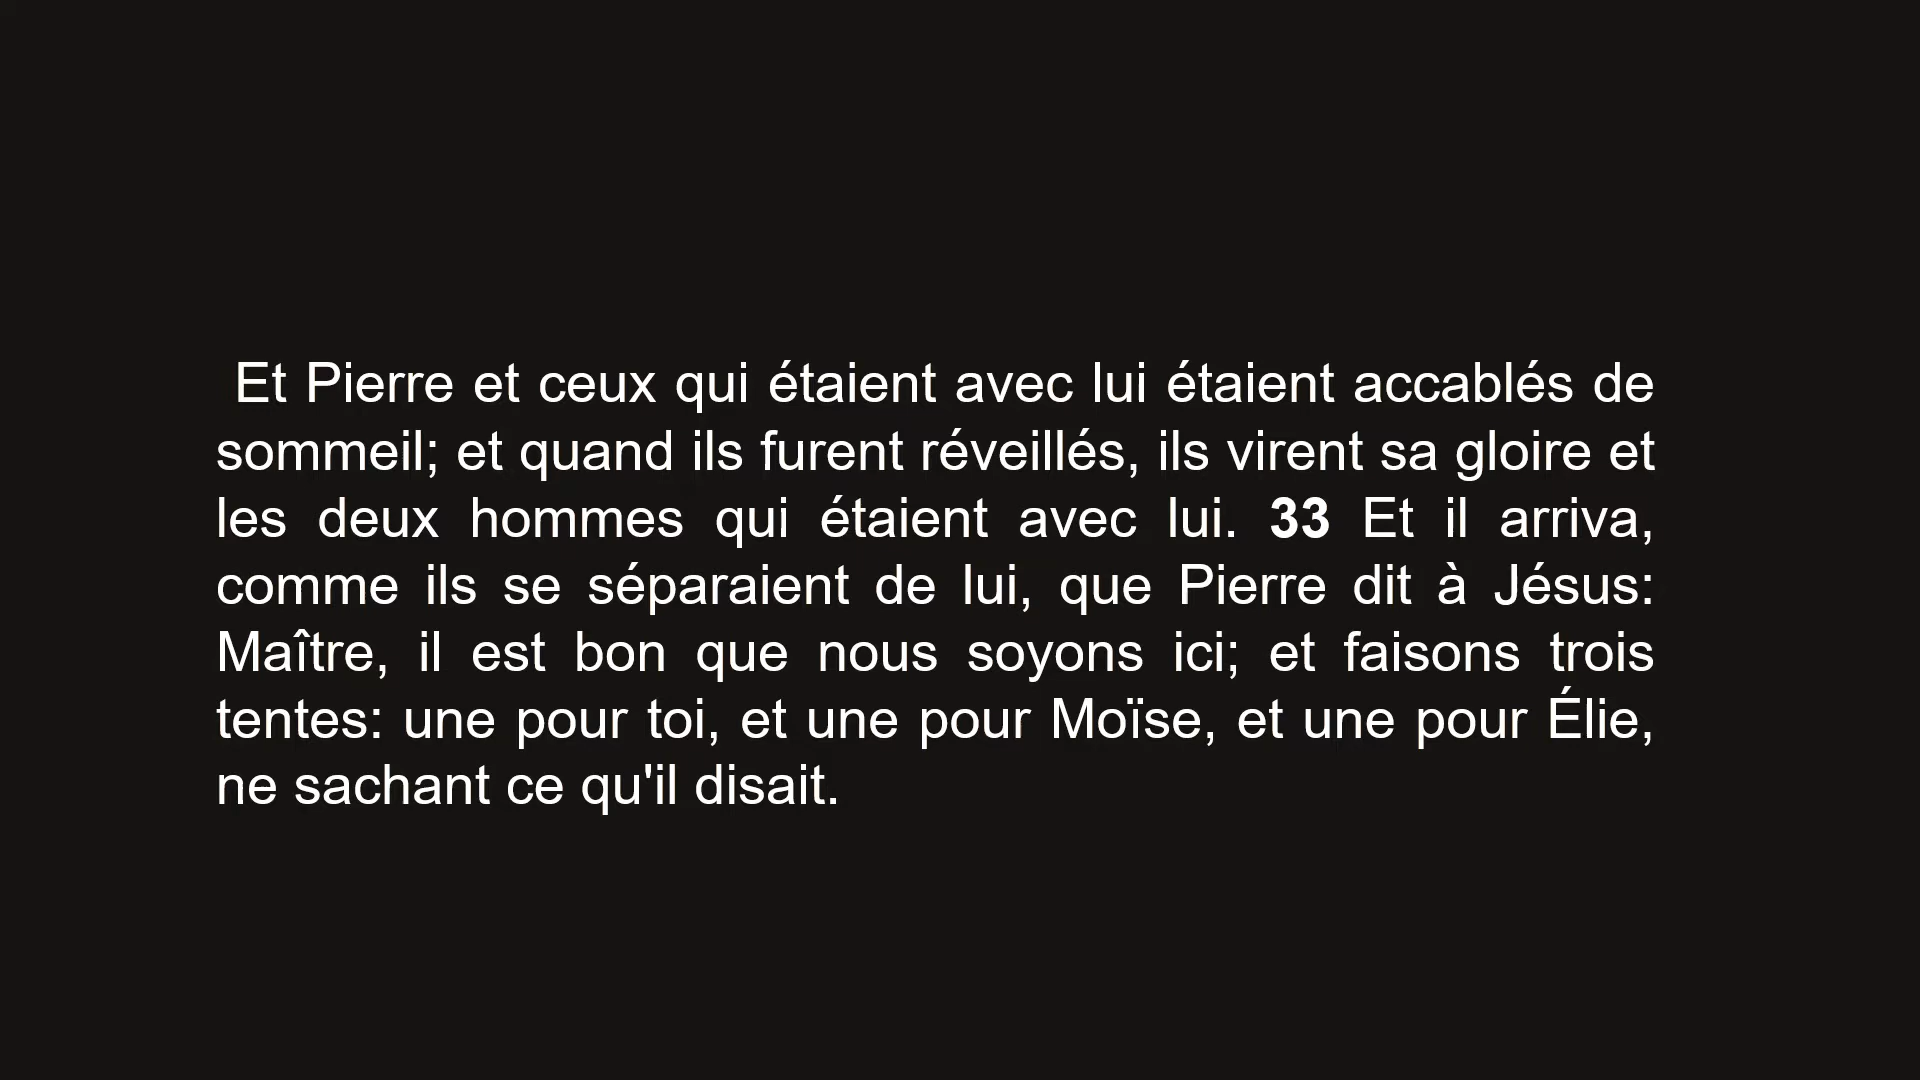 Et Pierre et ceux qui étaient avec lui étaient accablés de
sommeil; et quand ils furent réveillés, ils virent sa gloire et
les deux hommes qui étaient avec lui. 33 Et il arriva,
comme ils se séparaient de lui, que Pierre dit à Jésus:
Maître, il est bon que nous soyons ici; et faisons trois
tentes: une pour toi, et une pour Moïse, et une pour Élie,
ne sachant ce qu'il disait.